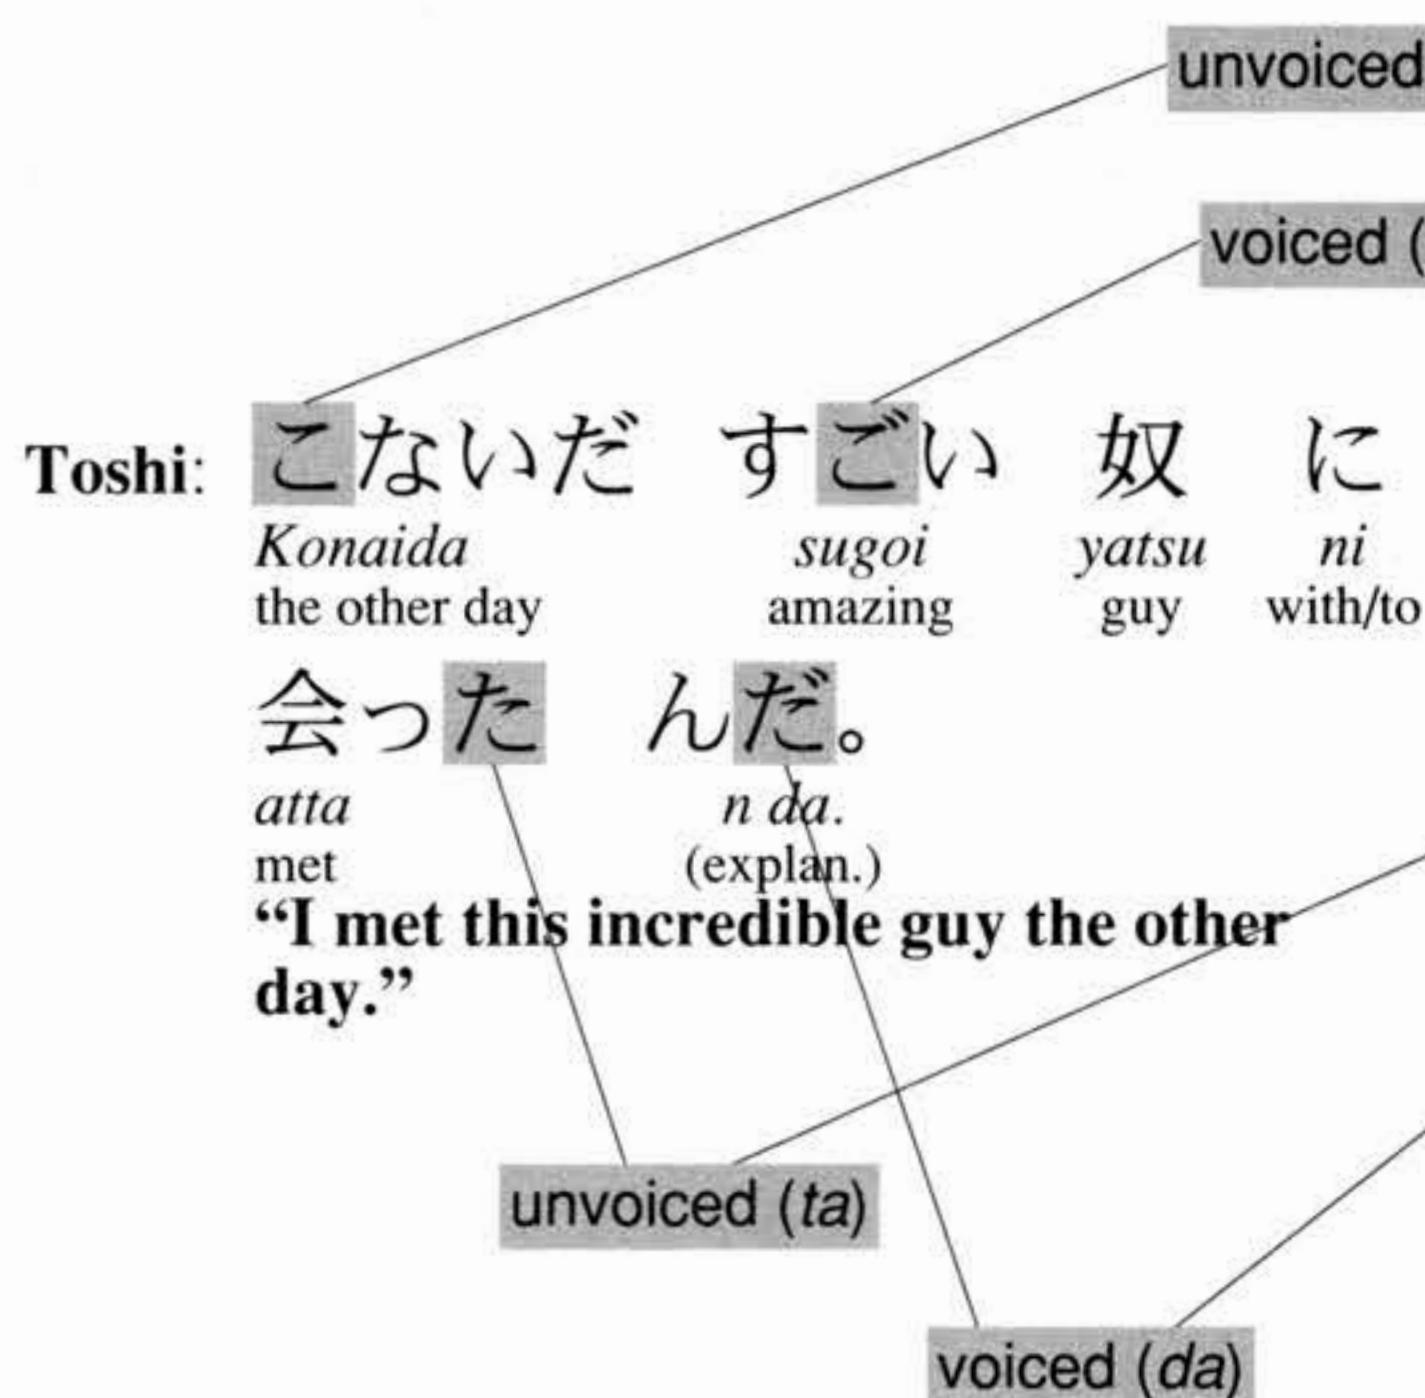 unvoiced
voiced (
Toshi: こないだ すごい 奴 に
Konaida sugoi yatsu ni
the other day amazing guy with/to
会った んだ。
atta n da.
met (explan.)
“I met this incredible guy the other
day.”
unvoiced (ta)
voiced (da)